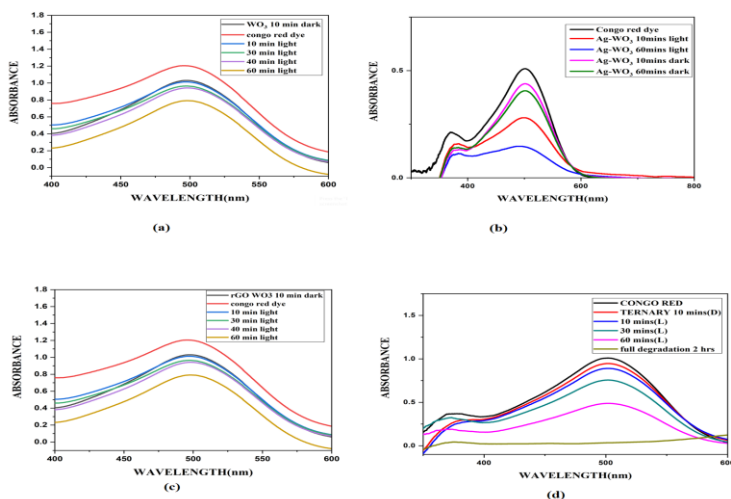 1.8
1.6
1.4
1.2
1.0
0.8
0.6
0.4
0.2
0.0
ABSORBANCE
WO₃ 10 min dark
congo red dye
10 min light
30 min light
40 min light
60 min light
400 450 500 550 600
WAVELENGTH(nm)
(a)
0.5
0.0
ABSORBANCE
Congo red dye
Ag-WO₃ 10mins light
Ag-WO₃ 60mins light
Ag-WO₃ 10mins dark
Ag-WO₃ 60mins dark
400 600 800
WAVELENGTH(nm)
(b)
1.8
1.6
1.4
1.2
1.0
0.8
0.6
0.4
0.2
0.0
ABSORBANCE
rGO WO3 10 min dark
congo red dye
10 min light
30 min light
40 min light
60 min light
400 450 500 550 600
WAVELENGTH(nm)
(c)
1.5
1.0
0.5
0.0
ABSORBANCE
CONGO RED
TERNARY 10 mins(D)
10 mins(L)
30 mins(L)
60 mins(L)
full degradation 2 hrs
400 500 600
WAVELENGTH(nm)
(d)